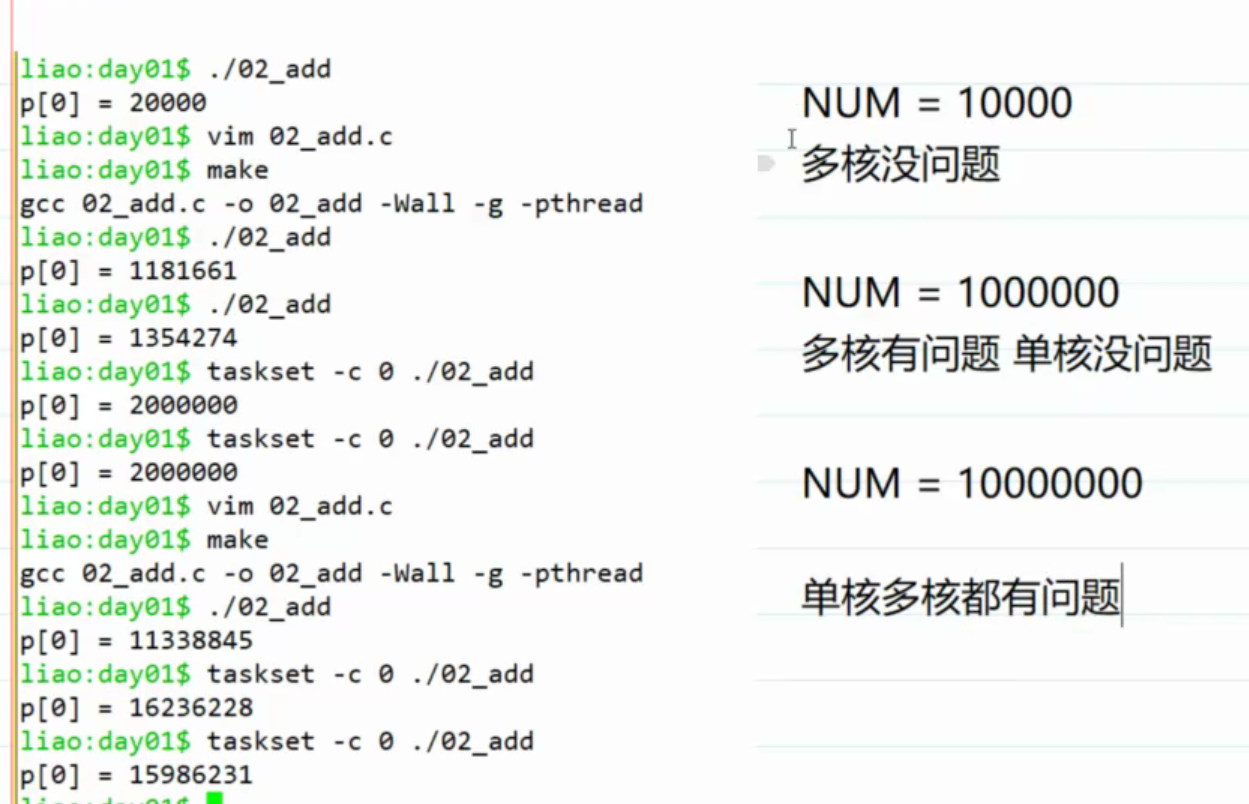 liao:day01$ ./02_add
p[0] = 20000
liao:day01$ vim 02_add.c
liao:day01$ make
gcc 02_add.c -o 02_add -Wall -g -pthread
liao:day01$ ./02_add
p[0] = 1181661
liao:day01$ ./02_add
p[0] = 1354274
liao:day01$ taskset -c 0 ./02_add
p[0] = 2000000
liao:day01$ taskset -c 0 ./02_add
p[0] = 2000000
liao:day01$ vim 02_add.c
liao:day01$ make
gcc 02_add.c -o 02_add -Wall -g -pthread
liao:day01$ ./02_add
p[0] = 11338845
liao:day01$ taskset -c 0 ./02_add
p[0] = 16236228
liao:day01$ taskset -c 0 ./02_add
p[0] = 15986231
liao:day01$
NUM = 10000
多核没问题
NUM = 1000000
多核有问题 单核没问题
NUM = 10000000
单核多核都有问题